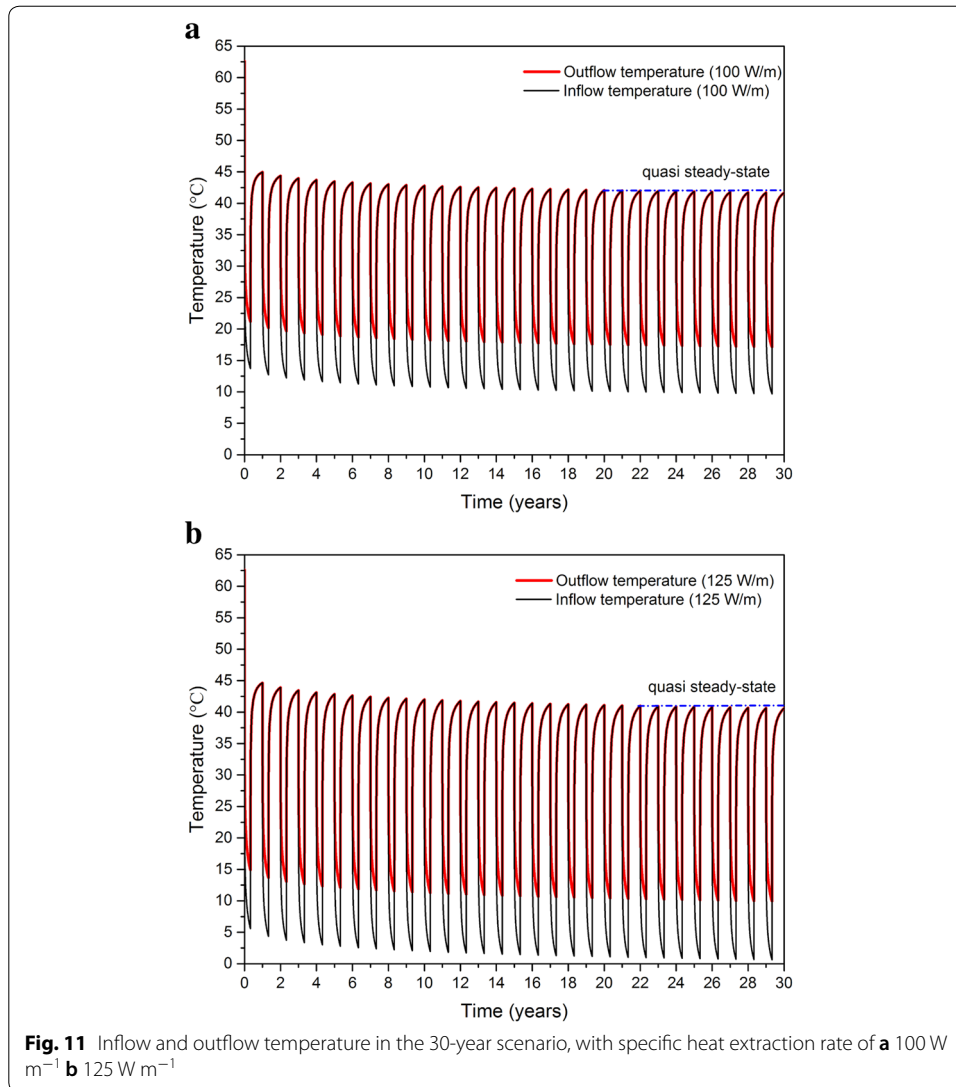 a
65
60
55
50
45
40
35
30
25
20
15
10
5
0
Temperature (°C)
Outflow temperature (100 W/m)
Inflow temperature (100 W/m)
quasi steady-state
0 2 4 6 8 10 12 14 16 18 20 22 24 26 28 30
Time (years)
b
65
60
55
50
45
40
35
30
25
20
15
10
5
0
Temperature (°C)
Outflow temperature (125 W/m)
Inflow temperature (125 W/m)
quasi steady-state
0 2 4 6 8 10 12 14 16 18 20 22 24 26 28 30
Time (years)
Fig. 11 Inflow and outflow temperature in the 30-year scenario, with specific heat extraction rate of a 100 W
m⁻¹ b 125 W m⁻¹